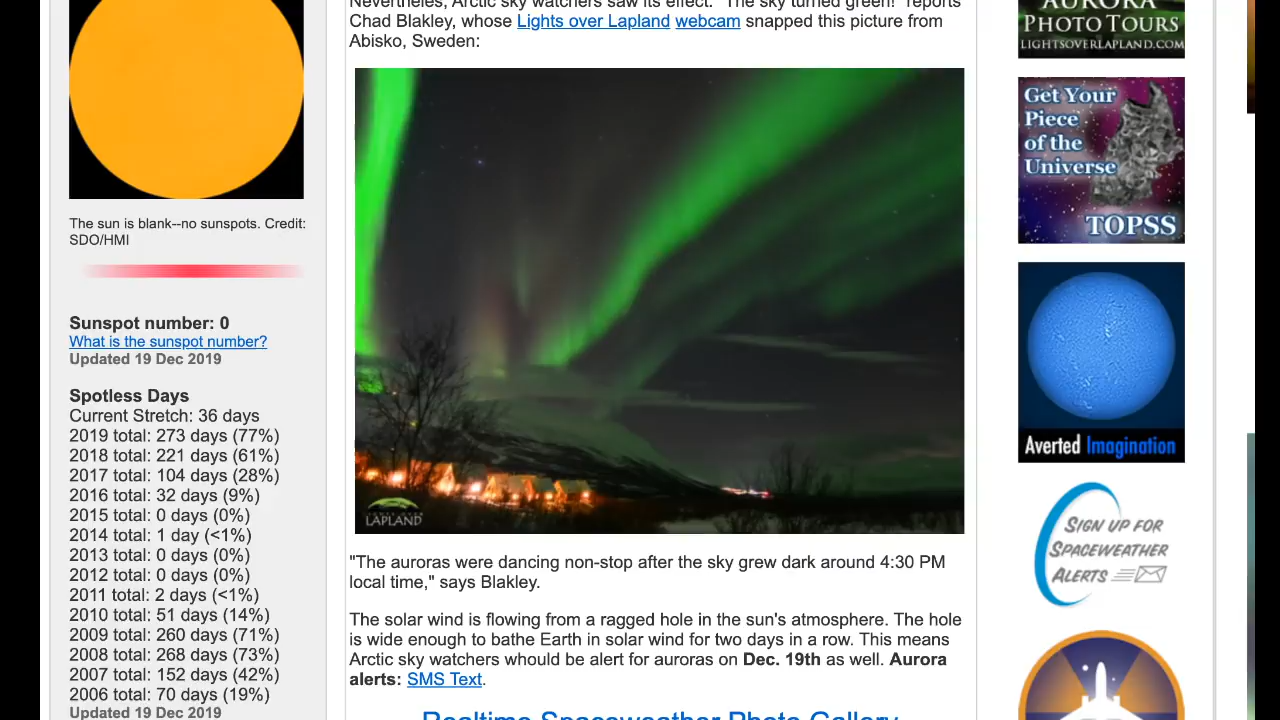 The sun is blank--no sunspots. Credit:
SDO/HMI
Sunspot number: 0
What is the sunspot number?
Updated 19 Dec 2019
Spotless Days
Current Stretch: 36 days
2019 total: 273 days (77%)
2018 total: 221 days (61%)
2017 total: 104 days (28%)
2016 total: 32 days (9%)
2015 total: 0 days (0%)
2014 total: 1 day (<1%)
2013 total: 0 days (0%)
2012 total: 0 days (0%)
2011 total: 2 days (<1%)
2010 total: 51 days (14%)
2009 total: 260 days (71%)
2008 total: 268 days (73%)
2007 total: 152 days (42%)
2006 total: 70 days (19%)
Updated 19 Dec 2019
Nevertheless, Arctic sky watchers saw its effect. "The sky turned green!" reports
Chad Blakley, whose Lights over Lapland webcam snapped this picture from
Abisko, Sweden:
LAPLAND
"The auroras were dancing non-stop after the sky grew dark around 4:30 PM
local time," says Blakley.
The solar wind is flowing from a ragged hole in the sun's atmosphere. The hole
is wide enough to bathe Earth in solar wind for two days in a row. This means
Arctic sky watchers whould be alert for auroras on Dec. 19th as well. Aurora
alerts: SMS Text.
Realtime Spaceweather Photo Gallery
AURORA
PHOTO TOURS
LIGHTSOVERLAPLAND.COM
Get Your
Piece
of the
Universe
TOPSS
Averted Imagination
SIGN UP FOR
SPACEWEATHER
ALERTS